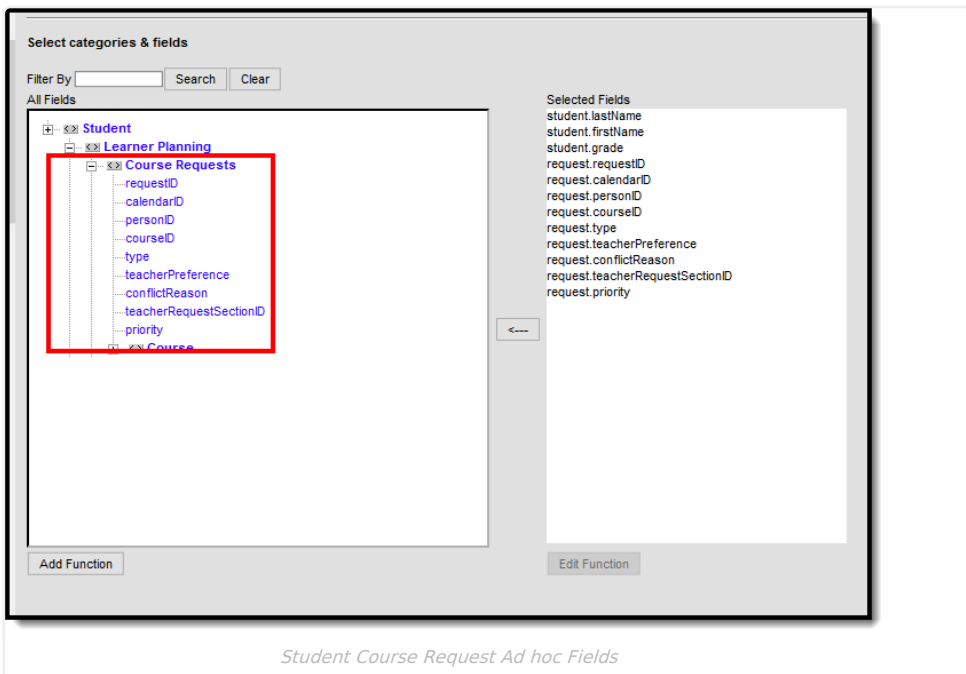 Select categories & fields
Filter By Search Clear
All Fields
Student
Learner Planning
Course Requests
requestID
calendarID
personID
courseID
type
teacherPreference
conflictReason
teacherRequestSectionID
priority
Course
<---
Selected Fields
student.lastName
student.firstName
student.grade
request.requestID
request.calendarID
request.personID
request.courseID
request.type
request.teacherPreference
request.conflictReason
request.teacherRequestSectionID
request.priority
Add Function
Edit Function
Student Course Request Ad hoc Fields